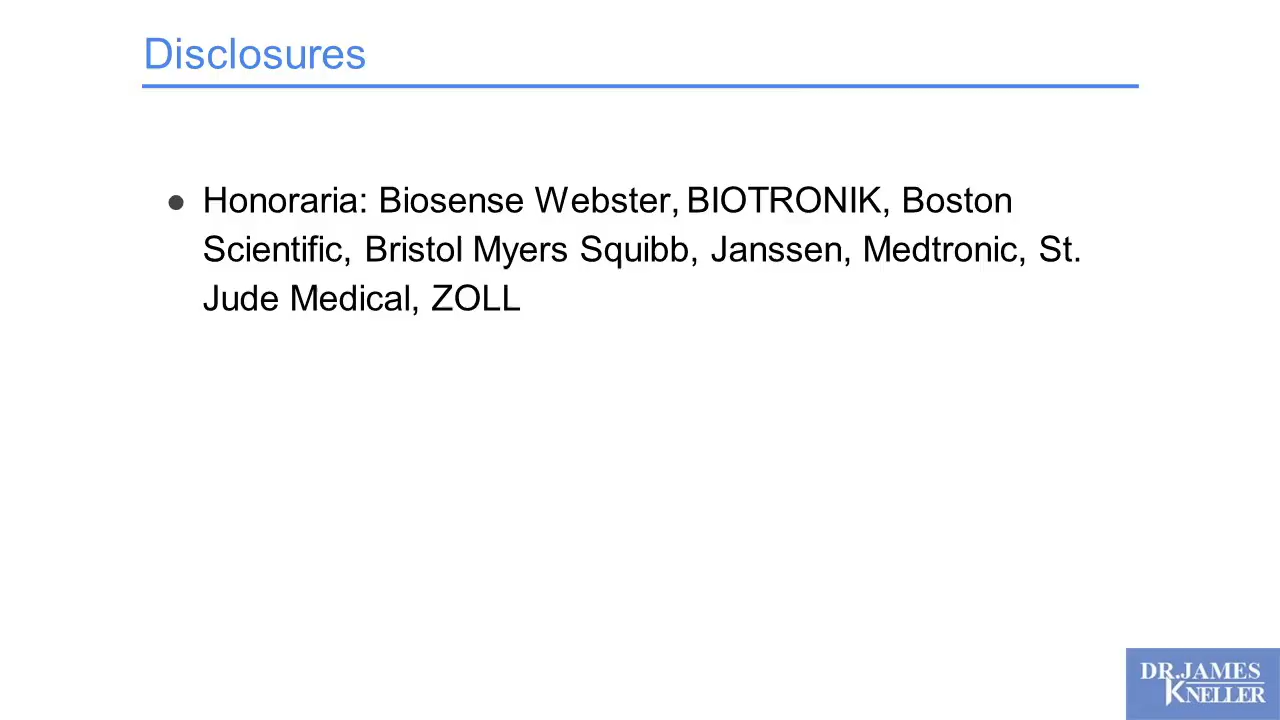 Disclosures
● Honoraria: Biosense Webster, BIOTRONIK, Boston
Scientific, Bristol Myers Squibb, Janssen, Medtronic, St.
Jude Medical, ZOLL
DR.JAMES
KNELLER